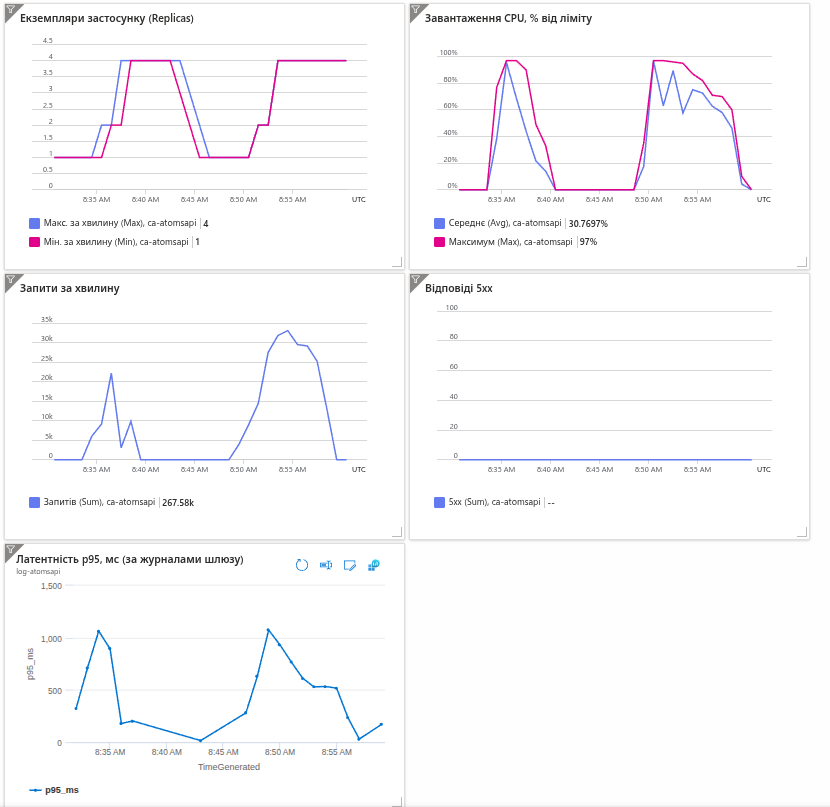 Екземпляри застосунку (Replicas)
4.5
4
3.5
3
2.5
2
1.5
1
0.5
0
8:35 AM 8:40 AM 8:45 AM 8:50 AM 8:55 AM UTC
Макс. за хвилину (Max), ca-atomsapi 4
Мін. за хвилину (Min), ca-atomsapi 1
Завантаження CPU, % від ліміту
100%
80%
60%
40%
20%
0%
8:35 AM 8:40 AM 8:45 AM 8:50 AM 8:55 AM UTC
Середнє (Avg), ca-atomsapi 30.7697%
Максимум (Max), ca-atomsapi 97%
Запити за хвилину
35k
30k
25k
20k
15k
10k
5k
0
8:35 AM 8:40 AM 8:45 AM 8:50 AM 8:55 AM UTC
Запитів (Sum), ca-atomsapi 267.58k
Відповіді 5xx
100
80
60
40
20
0
8:35 AM 8:40 AM 8:45 AM 8:50 AM 8:55 AM UTC
5xx (Sum), ca-atomsapi --
Латентність p95, мс (за журналами шлюзу)
log-atomsapi
1,500
1,000
500
0
p95_ms
8:35 AM 8:40 AM 8:45 AM 8:50 AM 8:55 AM
TimeGenerated
p95_ms